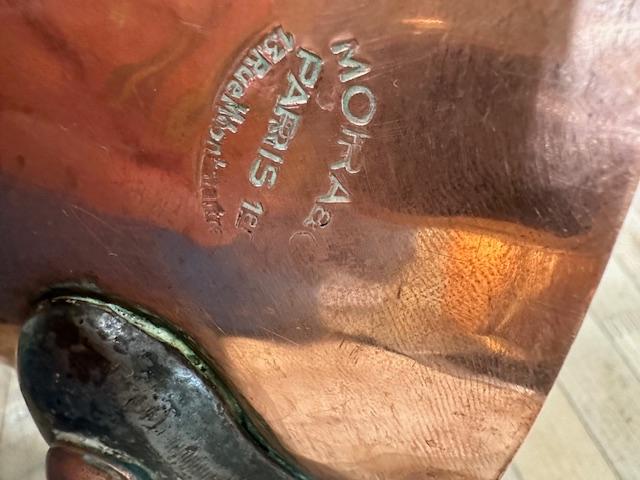 MORA & C
PARIS 1er
13 Rue Montmartre